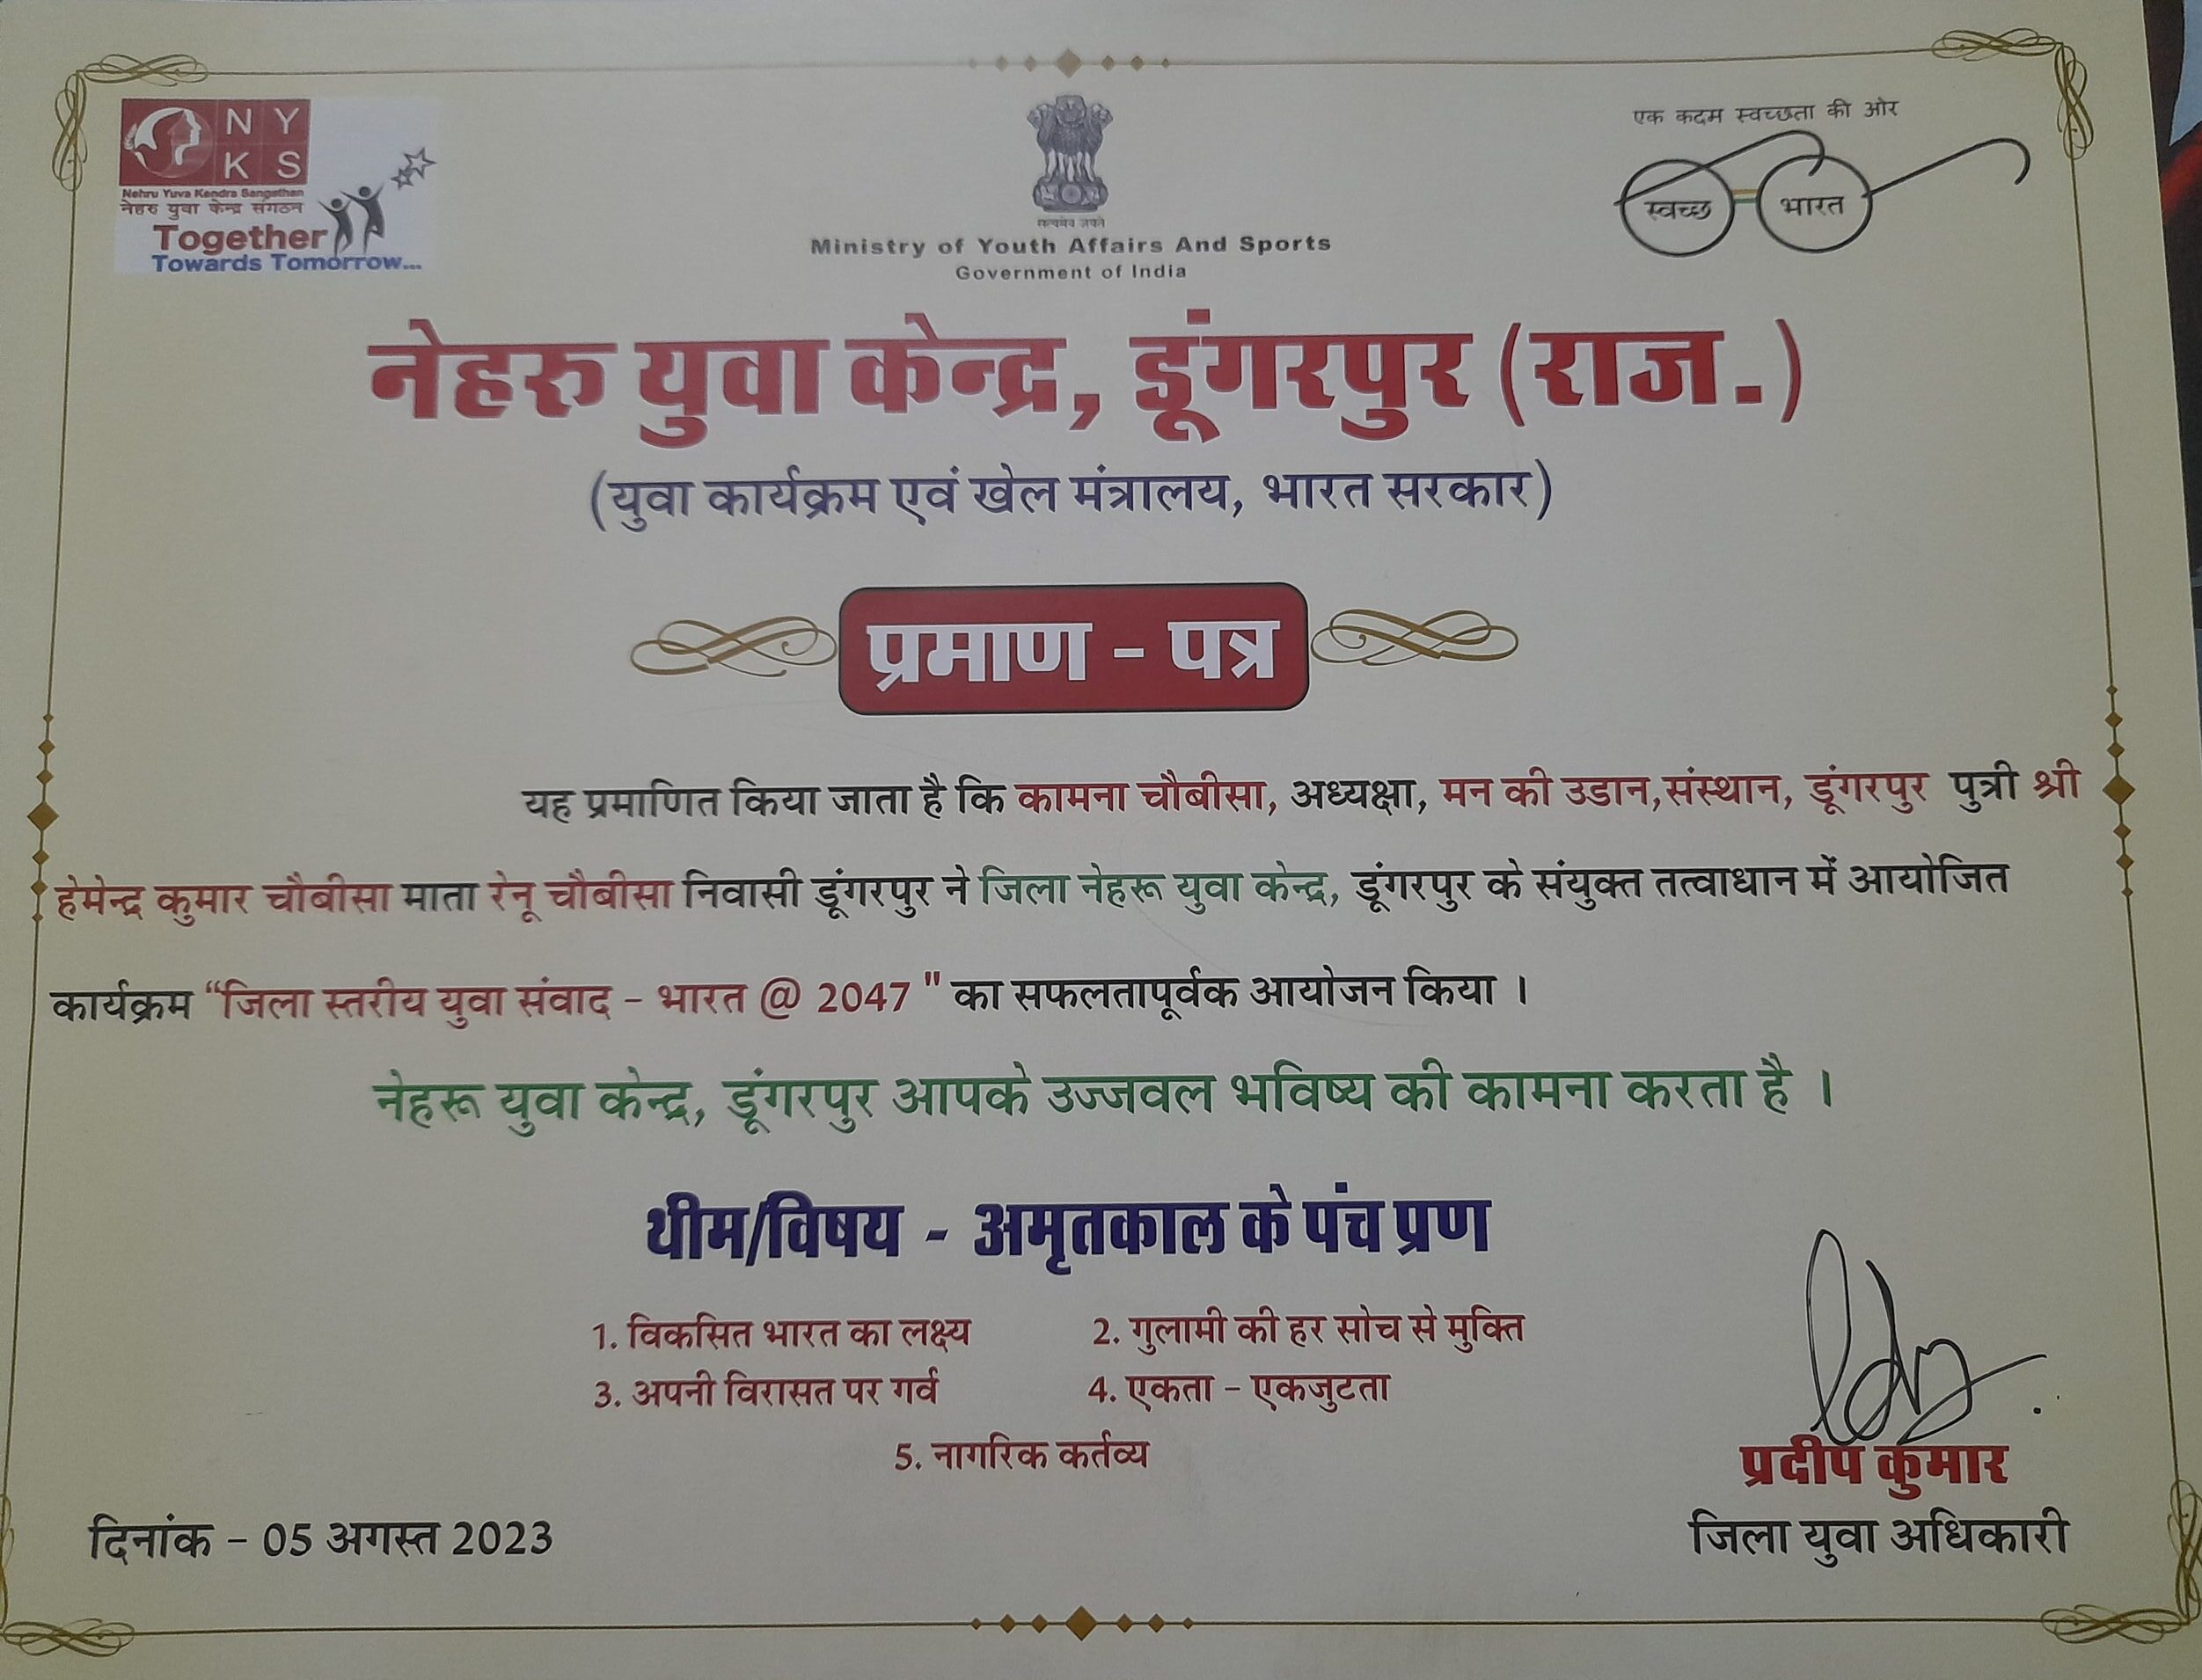 N Y
K S
Nehru Yuva Kendra Sangathan
नेहरु युवा केन्द्र संगठन
Together
Towards Tomorrow...
सत्यमेव जयते
Ministry of Youth Affairs And Sports
Government of India
एक कदम स्वच्छता की ओर
स्वच्छ भारत
नेहरु युवा केन्द्र, डूंगरपुर (राज.)
(युवा कार्यक्रम एवं खेल मंत्रालय, भारत सरकार)
प्रमाण - पत्र
यह प्रमाणित किया जाता है कि कामना चौबीसा, अध्यक्षा, मन की उडान,संस्थान, डूंगरपुर पुत्री श्री
हेमेन्द्र कुमार चौबीसा माता रेनू चौबीसा निवासी डूंगरपुर ने जिला नेहरू युवा केन्द्र, डूंगरपुर के संयुक्त तत्वाधान में आयोजित
कार्यक्रम “जिला स्तरीय युवा संवाद - भारत @ 2047 " का सफलतापूर्वक आयोजन किया ।
नेहरू युवा केन्द्र, डूंगरपुर आपके उज्जवल भविष्य की कामना करता है ।
थीम/विषय - अमृतकाल के पंच प्रण
1. विकसित भारत का लक्ष्य 2. गुलामी की हर सोच से मुक्ति
3. अपनी विरासत पर गर्व 4. एकता - एकजुटता
5. नागरिक कर्तव्य
प्रदीप कुमार
जिला युवा अधिकारी
दिनांक - 05 अगस्त 2023